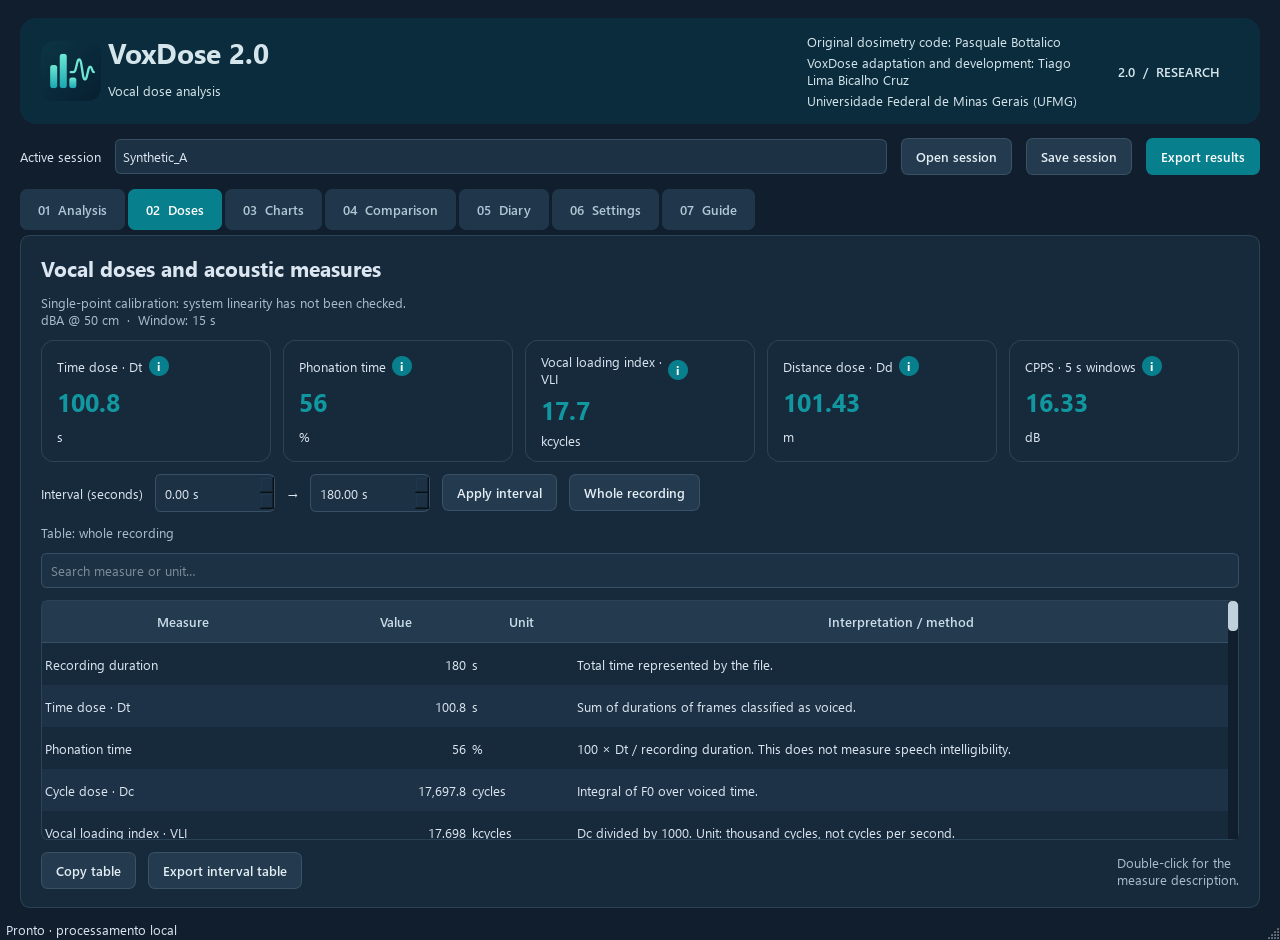 VoxDose 2.0
Vocal dose analysis
Original dosimetry code: Pasquale Bottalico
VoxDose adaptation and development: Tiago
Lima Bicalho Cruz
Universidade Federal de Minas Gerais (UFMG)
2.0 / RESEARCH
Active session
Synthetic_A
Open session
Save session
Export results
01 Analysis
02 Doses
03 Charts
04 Comparison
05 Diary
06 Settings
07 Guide
Vocal doses and acoustic measures
Single-point calibration: system linearity has not been checked.
dBA @ 50 cm · Window: 15 s
Time dose · Dt i
100.8
s
Phonation time i
56
%
Vocal loading index ·
VLI i
17.7
kcycles
Distance dose · Dd i
101.43
m
CPPS · 5 s windows i
16.33
dB
Interval (seconds) 0.00 s → 180.00 s Apply interval Whole recording
Table: whole recording
Search measure or unit...
Measure Value Unit Interpretation / method
Recording duration 180 s Total time represented by the file.
Time dose · Dt 100.8 s Sum of durations of frames classified as voiced.
Phonation time 56 % 100 × Dt / recording duration. This does not measure speech intelligibility.
Cycle dose · Dc 17,697.8 cycles Integral of F0 over voiced time.
Vocal loading index · VLI 17.698 kcycles Dc divided by 1000. Unit: thousand cycles, not cycles per second.
Copy table
Export interval table
Double-click for the
measure description.
Pronto · processamento local